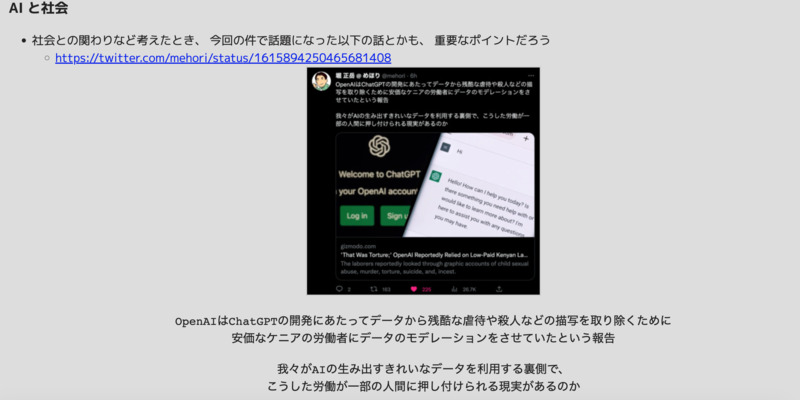 AI と社会
社会との関わりなど考えたとき、 今回の件で話題になった以下の話とかも、 重要なポイントだろう
https://twitter.com/mehori/status/1615894250465681408
堀 正岳 @ めほり @mehori · 6h
OpenAIはChatGPTの開発にあたってデータから残酷な虐待や殺人などの描
写を取り除くために安価なケニアの労働者にデータのモデレーションをさ
せていたという報告
我々がAIの生み出すきれいなデータを利用する裏側で、こうした労働が一
部の人間に押し付けられる現実があるのか
Welcome to ChatGPT
your OpenAI accoun
Log in
Sign u
Hi
Hello! How can I help you today? Is
there something you need help with or
would like to learn more about? I'm
here to assist you with any questions
you may have.
gizmodo.com
'That Was Torture;' OpenAI Reportedly Relied on Low-Paid Kenyan La...
The laborers reportedly looked through graphic accounts of child sexual
abuse, murder, torture, suicide, and, incest.
2 163 225 26.7K
OpenAIはChatGPTの開発にあたってデータから残酷な虐待や殺人などの描写を取り除くために
安価なケニアの労働者にデータのモデレーションをさせていたという報告
我々がAIの生み出すきれいなデータを利用する裏側で、
こうした労働が一部の人間に押し付けられる現実があるのか